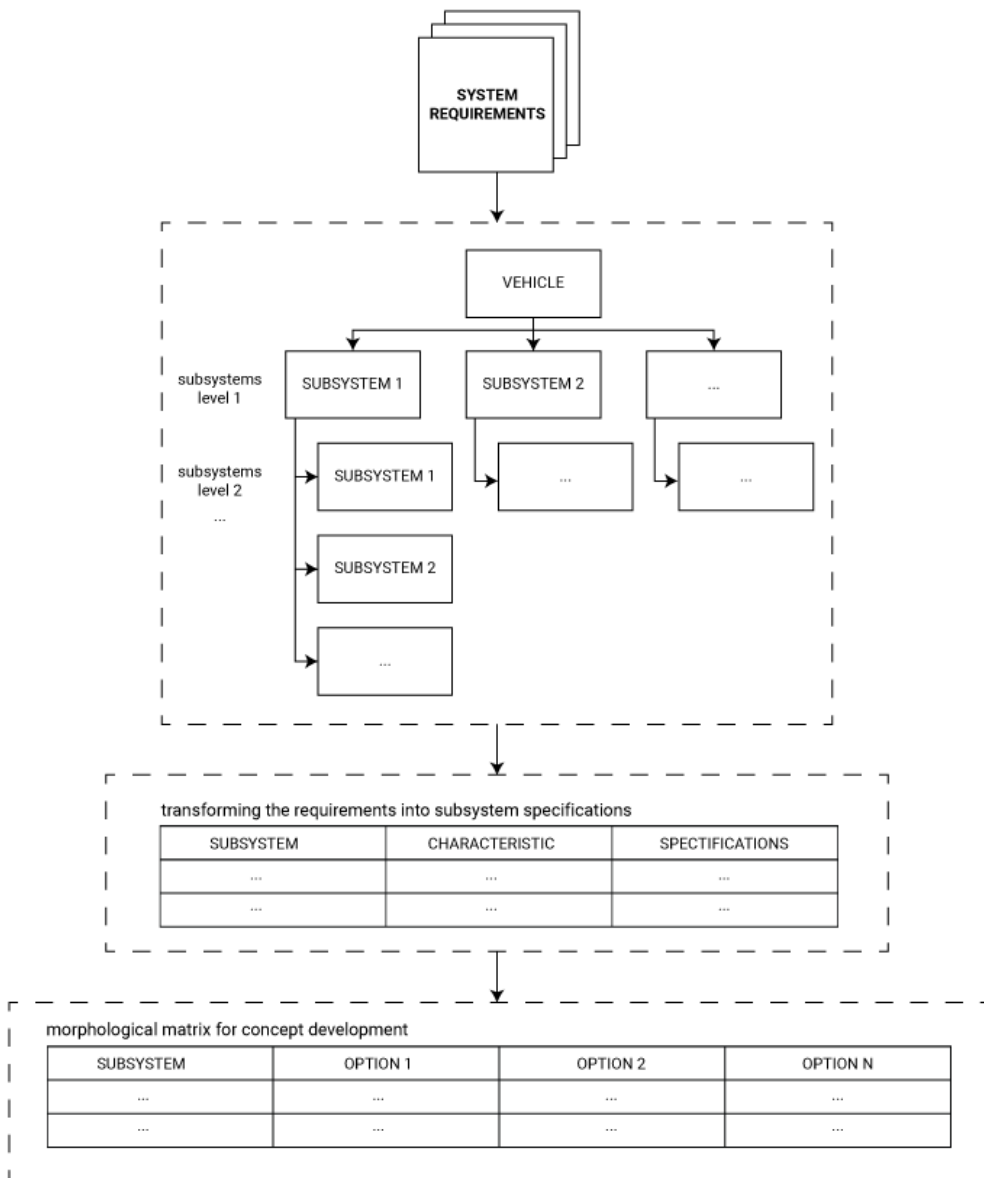 SYSTEM
REQUIREMENTS
VEHICLE
subsystems
level 1
SUBSYSTEM 1
SUBSYSTEM 2
...
subsystems
level 2
...
SUBSYSTEM 1
...
...
SUBSYSTEM 2
...
transforming the requirements into subsystem specifications
SUBSYSTEM CHARACTERISTIC SPECTIFICATIONS
... ... ...
... ... ...
morphological matrix for concept development
SUBSYSTEM OPTION 1 OPTION 2 OPTION N
... ... ... ...
... ... ... ...